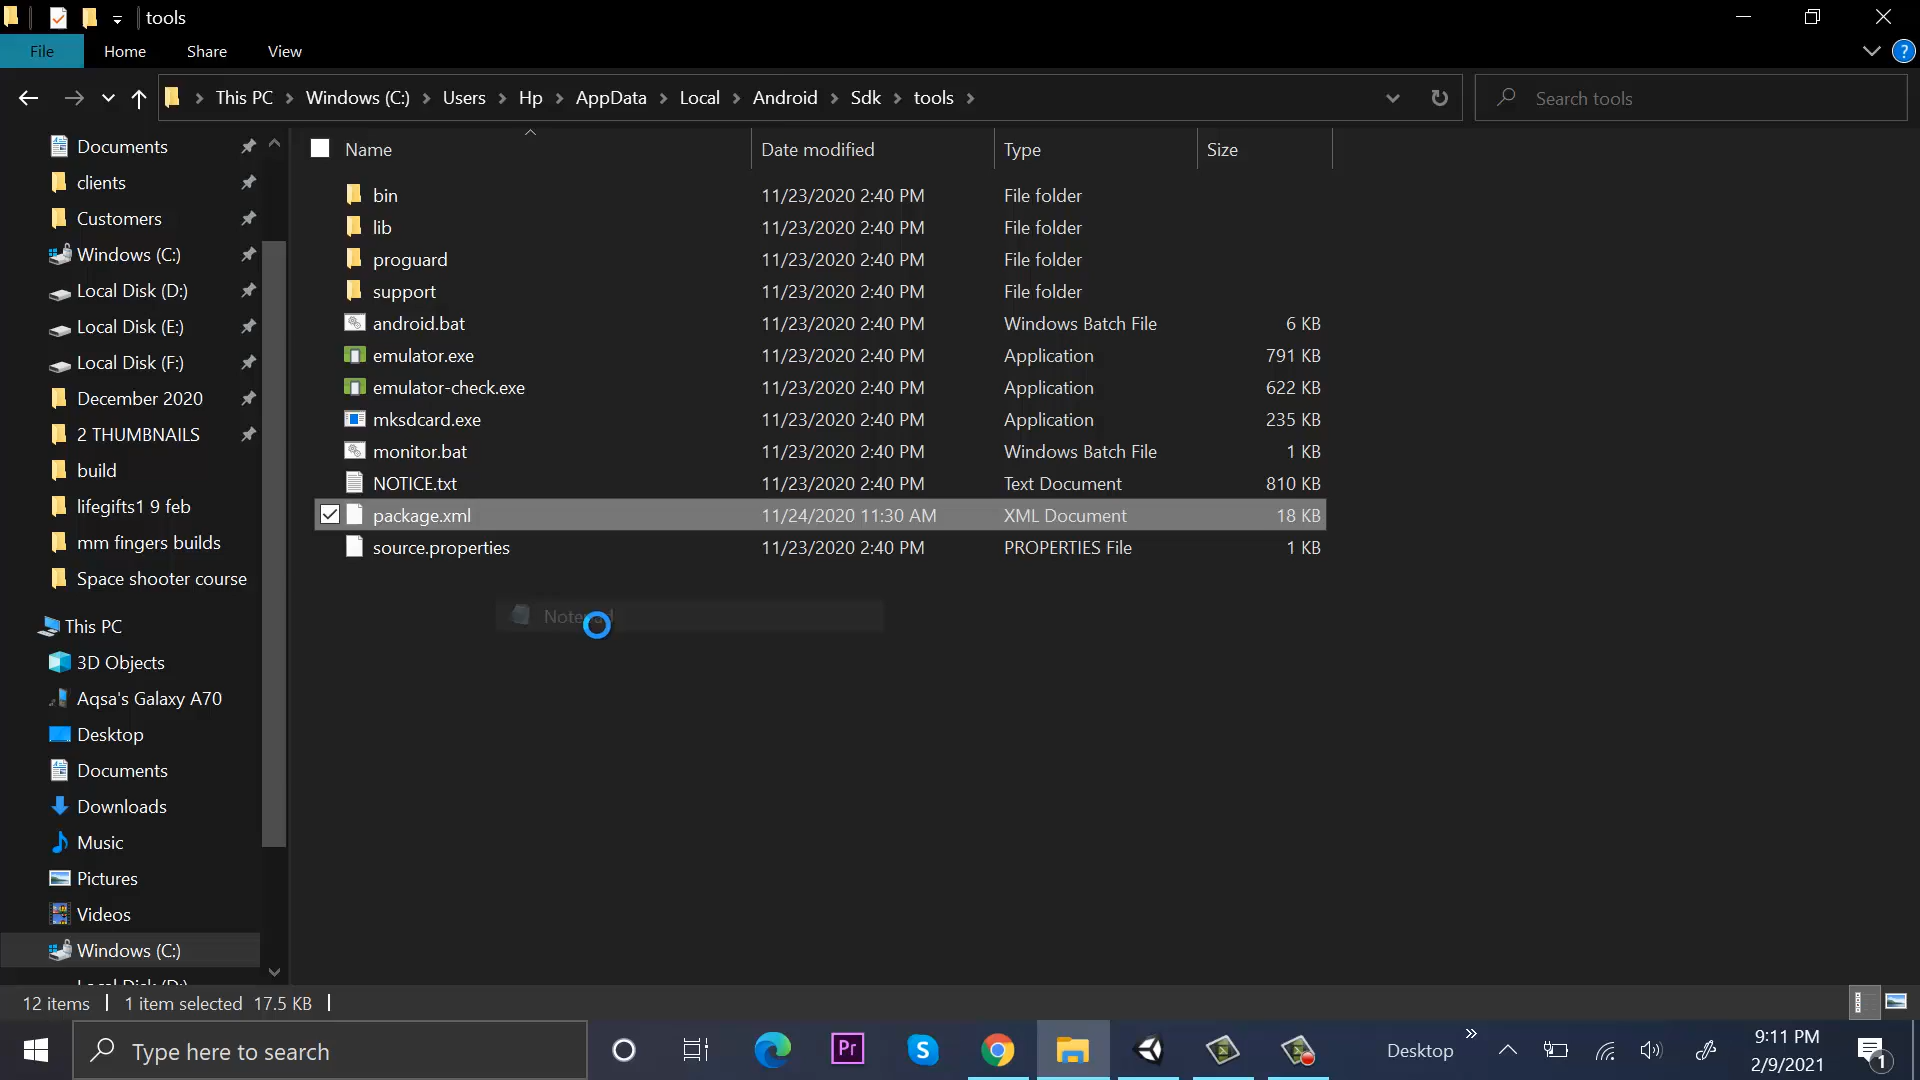 tools
File Home Share View
This PC Windows (C:) Users Hp AppData Local Android Sdk tools
Search tools
Documents
clients
Customers
Windows (C:)
Local Disk (D:)
Local Disk (E:)
Local Disk (F:)
December 2020
2 THUMBNAILS
build
lifegifts1 9 feb
mm fingers builds
Space shooter course
This PC
3D Objects
Aqsa's Galaxy A70
Desktop
Documents
Downloads
Music
Pictures
Videos
Windows (C:)
Local Disk (D:)
Name Date modified Type Size
bin 11/23/2020 2:40 PM File folder
lib 11/23/2020 2:40 PM File folder
proguard 11/23/2020 2:40 PM File folder
support 11/23/2020 2:40 PM File folder
android.bat 11/23/2020 2:40 PM Windows Batch File 6 KB
emulator.exe 11/23/2020 2:40 PM Application 791 KB
emulator-check.exe 11/23/2020 2:40 PM Application 622 KB
mksdcard.exe 11/23/2020 2:40 PM Application 235 KB
monitor.bat 11/23/2020 2:40 PM Windows Batch File 1 KB
NOTICE.txt 11/23/2020 2:40 PM Text Document 810 KB
package.xml 11/24/2020 11:30 AM XML Document 18 KB
source.properties 11/23/2020 2:40 PM PROPERTIES File 1 KB
Notepad
12 items 1 item selected 17.5 KB
Type here to search
Pr
S
Desktop
9:11 PM
2/9/2021
1